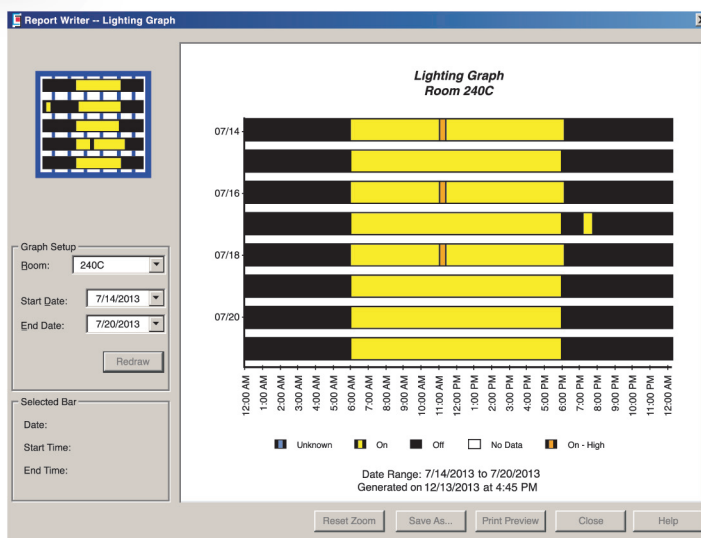 Report Writer -- Lighting Graph
Lighting Graph
Room 240C
07/14
07/16
07/18
07/20
12:00 AM
1:00 AM
2:00 AM
3:00 AM
4:00 AM
5:00 AM
6:00 AM
7:00 AM
8:00 AM
9:00 AM
10:00 AM
11:00 AM
12:00 PM
1:00 PM
2:00 PM
3:00 PM
4:00 PM
5:00 PM
6:00 PM
7:00 PM
8:00 PM
9:00 PM
10:00 PM
11:00 PM
12:00 AM
Unknown On Off No Data On - High
Date Range: 7/14/2013 to 7/20/2013
Generated on 12/13/2013 at 4:45 PM
Graph Setup
Room: 240C
Start Date: 7/14/2013
End Date: 7/20/2013
Redraw
Selected Bar
Date:
Start Time:
End Time:
Reset Zoom Save As... Print Preview Close Help